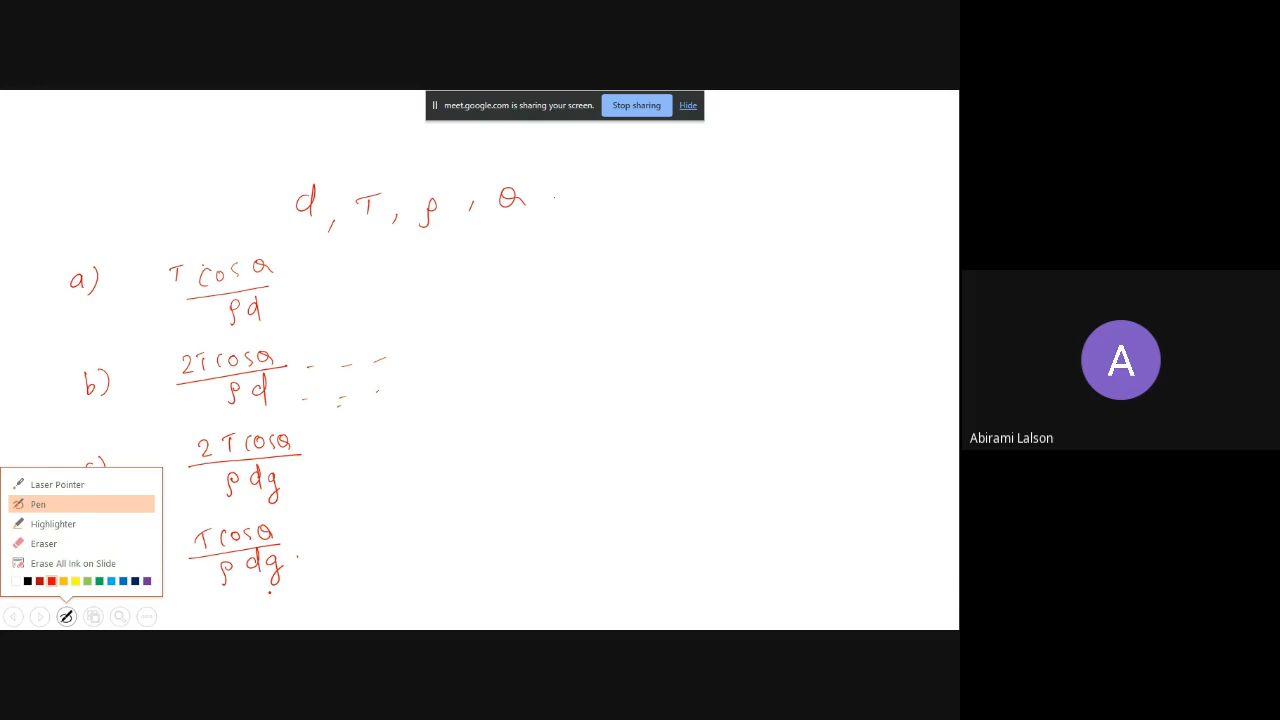 meet.google.com is sharing your screen. Stop sharing Hide
d, T, ρ, θ
a) T cos θ / ρ d
b) 2T cos θ / ρ d
c) 2 T cos θ / ρ d g
T cos θ / ρ d g
Laser Pointer
Pen
Highlighter
Eraser
Erase All Ink on Slide
A
Abirami Lalson